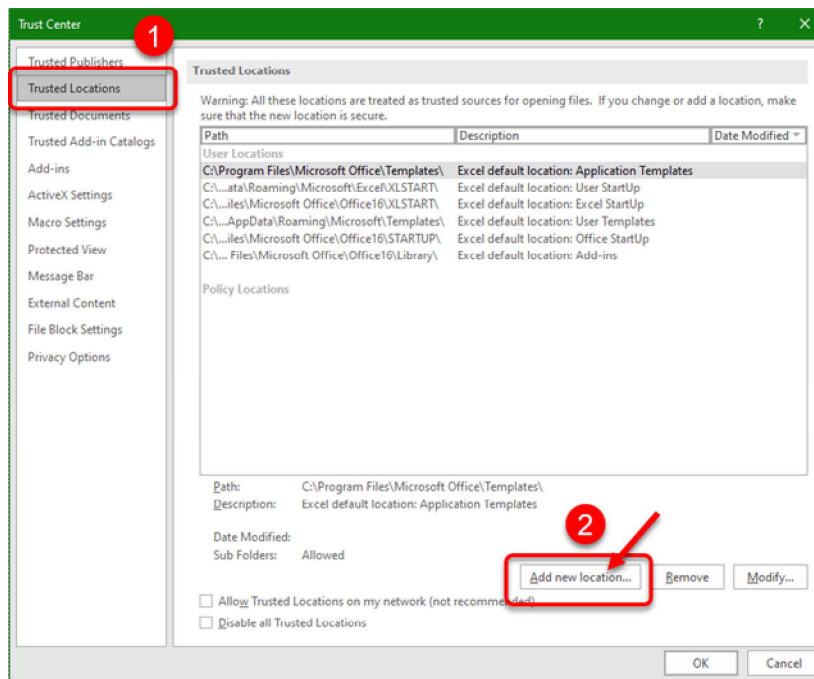 Trust Center
?
1
Trusted Publishers
Trusted Locations
Trusted Documents
Trusted Add-in Catalogs
Add-ins
ActiveX Settings
Macro Settings
Protected View
Message Bar
External Content
File Block Settings
Privacy Options
Trusted Locations
Warning: All these locations are treated as trusted sources for opening files. If you change or add a location, make
sure that the new location is secure.
Path Description Date Modified
User Locations
C:\Program Files\Microsoft Office\Templates\ Excel default location: Application Templates
C:\...ata\Roaming\Microsoft\Excel\XLSTART\ Excel default location: User StartUp
C:\...iles\Microsoft Office\Office16\XLSTART\ Excel default location: Excel StartUp
C:\...AppData\Roaming\Microsoft\Templates\ Excel default location: User Templates
C:\...iles\Microsoft Office\Office16\STARTUP\ Excel default location: Office StartUp
C:\... Files\Microsoft Office\Office16\Library\ Excel default location: Add-ins
Policy Locations
Path: C:\Program Files\Microsoft Office\Templates\
Description: Excel default location: Application Templates
Date Modified:
Sub Folders: Allowed
2
Add new location... Remove Modify...
Allow Trusted Locations on my network (not recommended)
Disable all Trusted Locations
OK Cancel